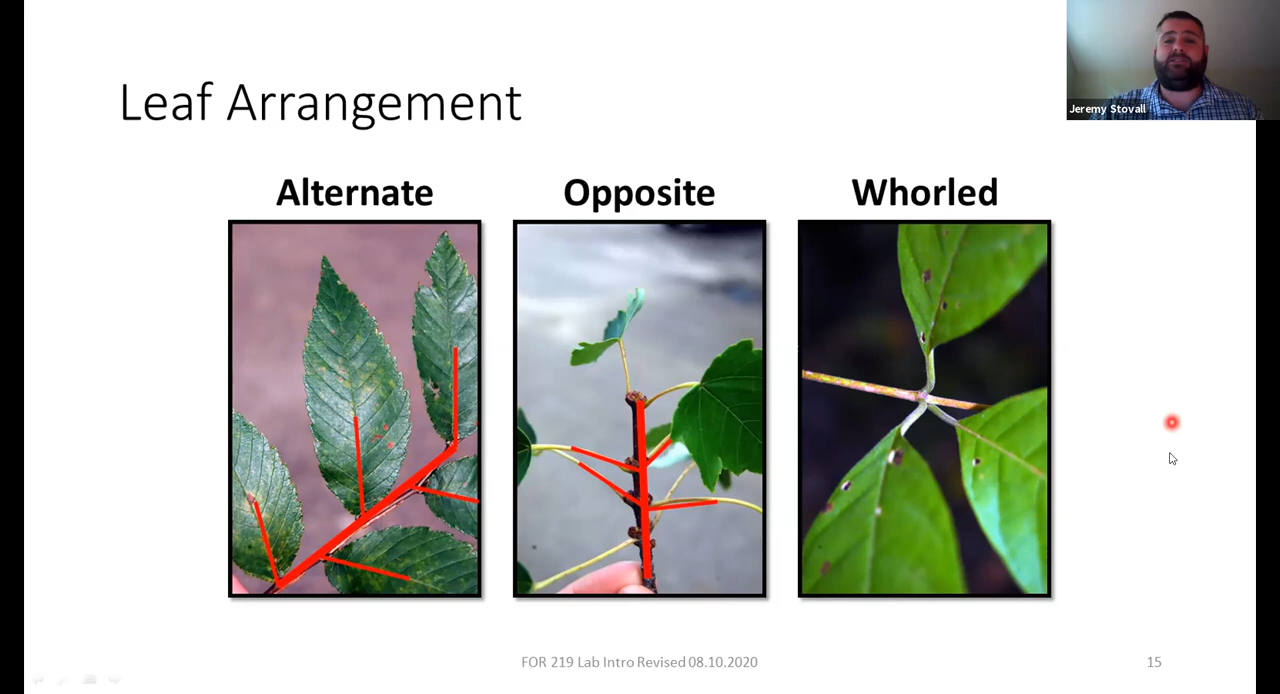 Leaf Arrangement
Jeremy Stovall
Alternate
Opposite
Whorled
FOR 219 Lab Intro Revised 08.10.2020
15